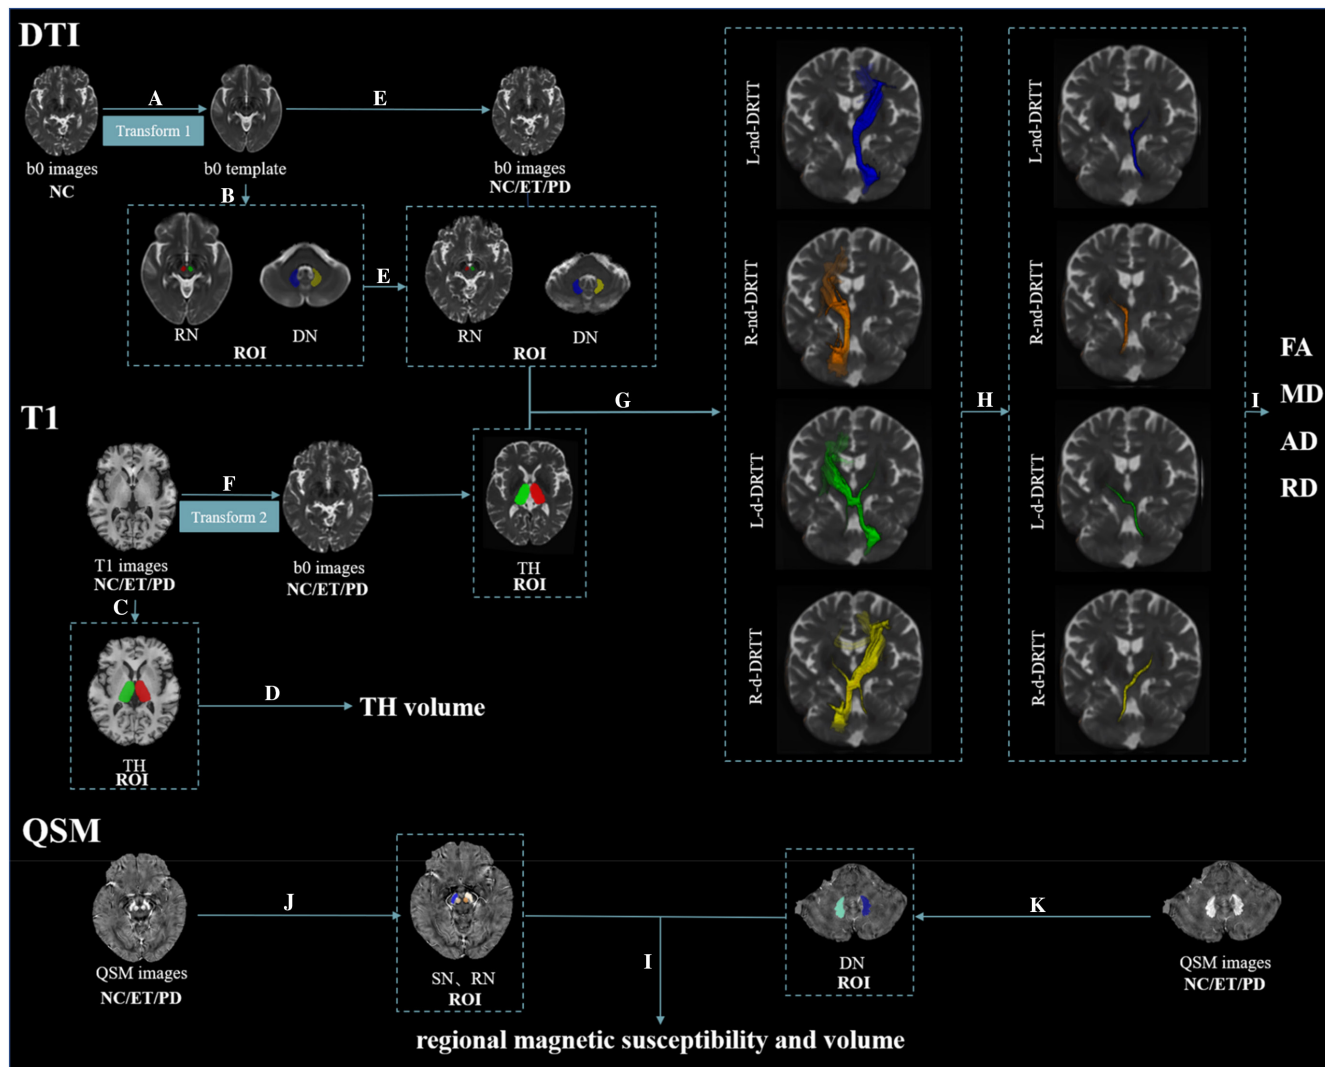 DTI
A
Transform 1
E
b0 images
NC
b0 template
b0 images
NC/ET/PD
B
RN
DN
ROI
E
RN
DN
ROI
T1
F
Transform 2
T1 images
NC/ET/PD
b0 images
NC/ET/PD
TH
ROI
C
TH
ROI
D
TH volume
G
L-nd-DRTT
R-nd-DRTT
L-d-DRTT
R-d-DRTT
H
L-nd-DRTT
R-nd-DRTT
L-d-DRTT
R-d-DRTT
I
FA
MD
AD
RD
QSM
QSM images
NC/ET/PD
J
SN、RN
ROI
I
DN
ROI
K
QSM images
NC/ET/PD
regional magnetic susceptibility and volume